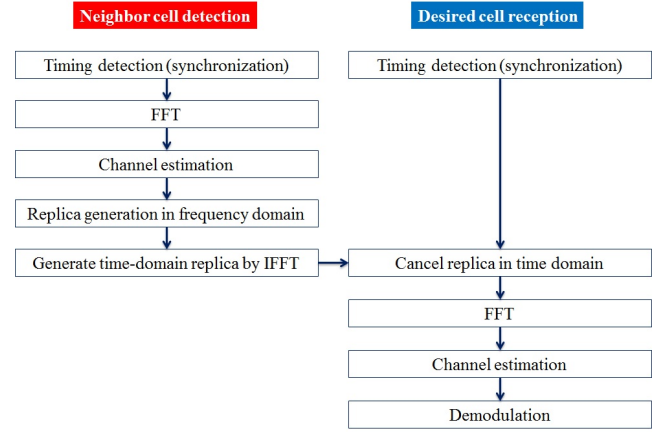 Neighbor cell detection
Timing detection (synchronization)
FFT
Channel estimation
Replica generation in frequency domain
Generate time-domain replica by IFFT
Desired cell reception
Timing detection (synchronization)
Cancel replica in time domain
FFT
Channel estimation
Demodulation